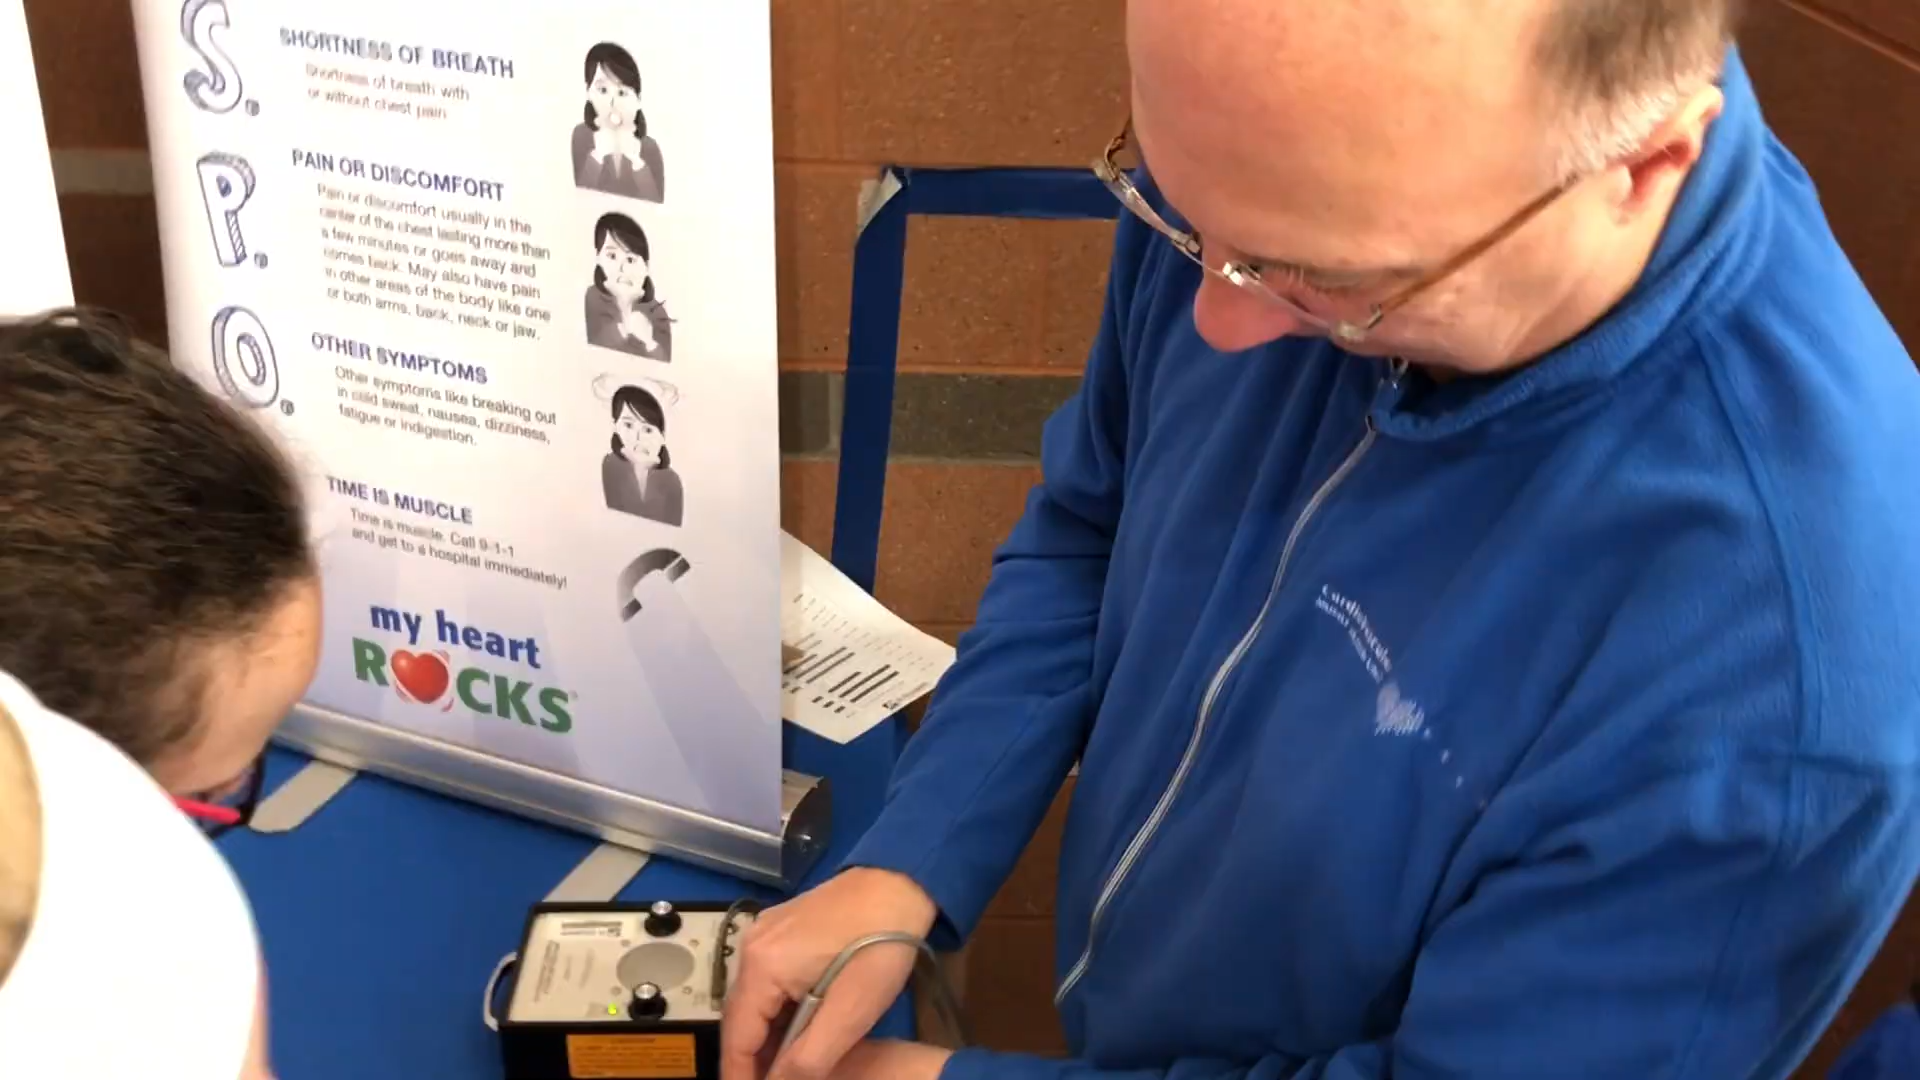 S.
SHORTNESS OF BREATH
Shortness of breath with
or without chest pain
P.
PAIN OR DISCOMFORT
Pain or discomfort usually in the
center of the chest lasting more than
a few minutes or goes away and
comes back. May also have pain
in other areas of the body like one
or both arms, back, neck or jaw.
O.
OTHER SYMPTOMS
Other symptoms like breaking out
in cold sweat, nausea, dizziness,
fatigue or indigestion.
TIME IS MUSCLE
Time is muscle. Call 9-1-1
and get to a hospital immediately!
my heart
ROCKS